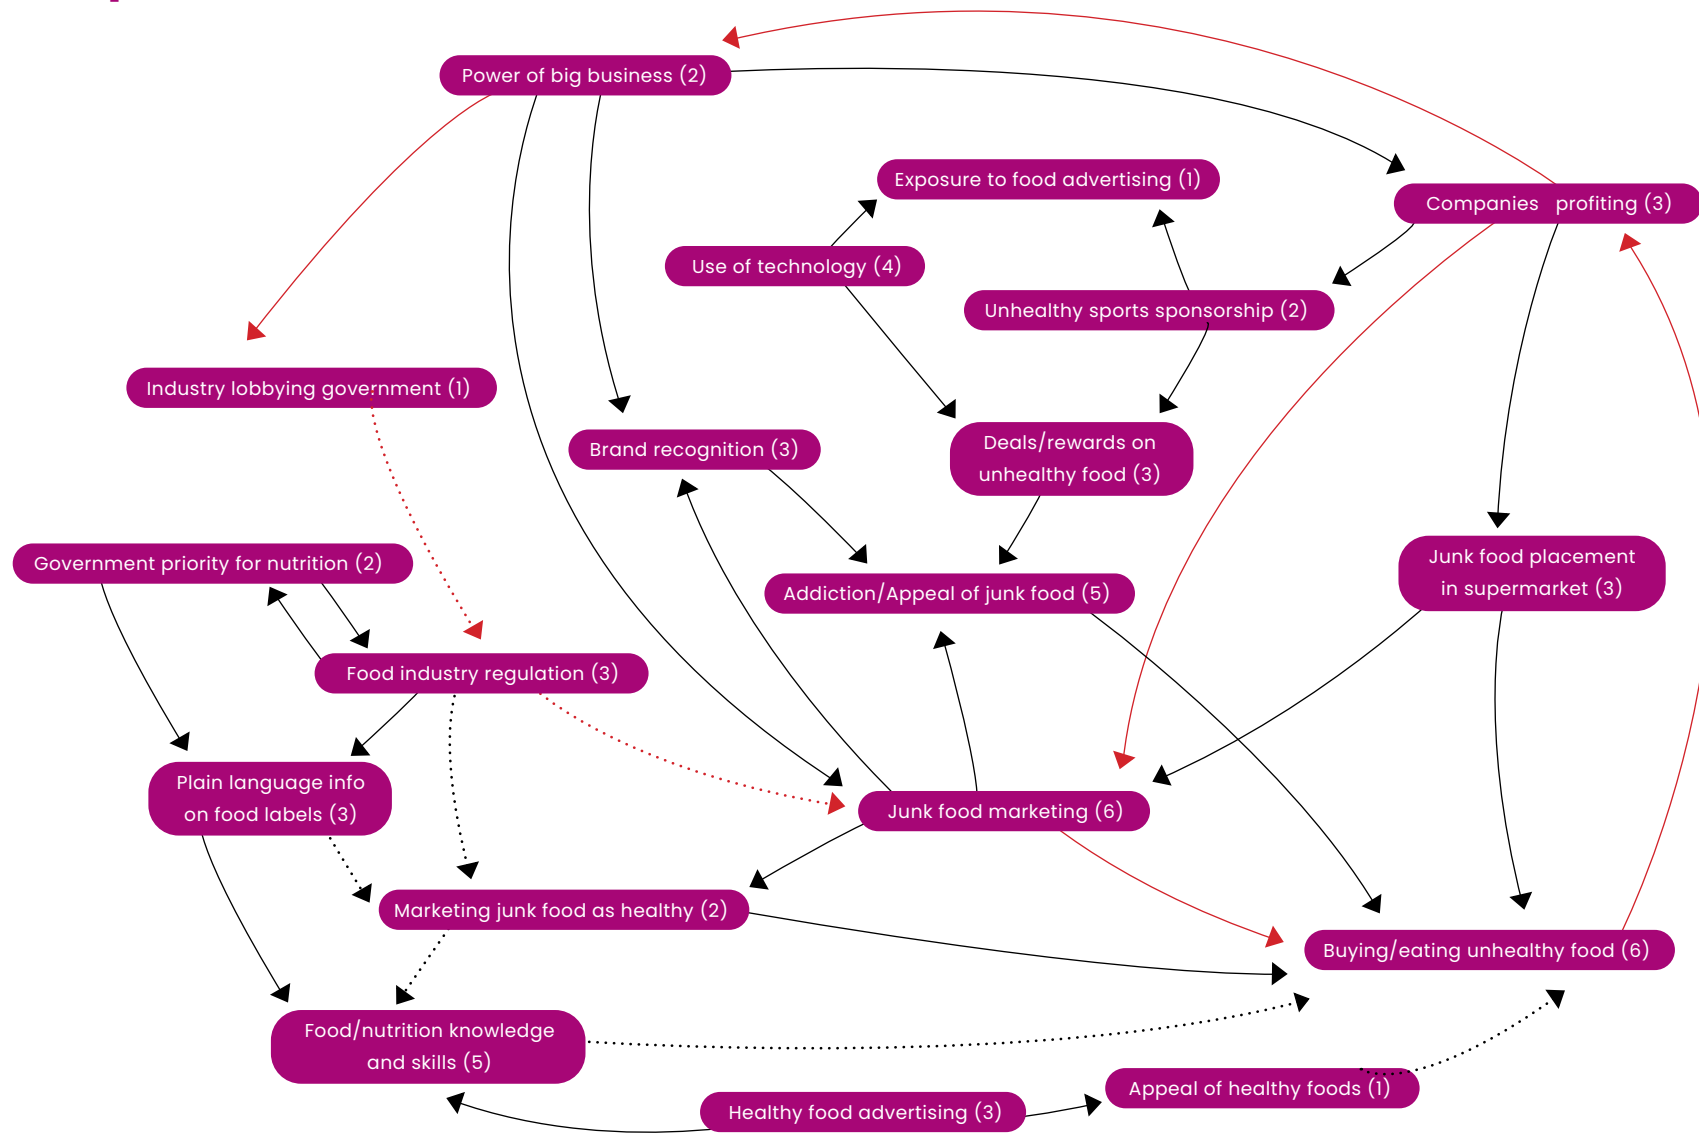 Power of big business (2)
Exposure to food advertising (1)
Companies profiting (3)
Use of technology (4)
Unhealthy sports sponsorship (2)
Industry lobbying government (1)
Brand recognition (3)
Deals/rewards on
unhealthy food (3)
Government priority for nutrition (2)
Addiction/Appeal of junk food (5)
Junk food placement
in supermarket (3)
Food industry regulation (3)
Plain language info
on food labels (3)
Junk food marketing (6)
Marketing junk food as healthy (2)
Buying/eating unhealthy food (6)
Food/nutrition knowledge
and skills (5)
Appeal of healthy foods (1)
Healthy food advertising (3)